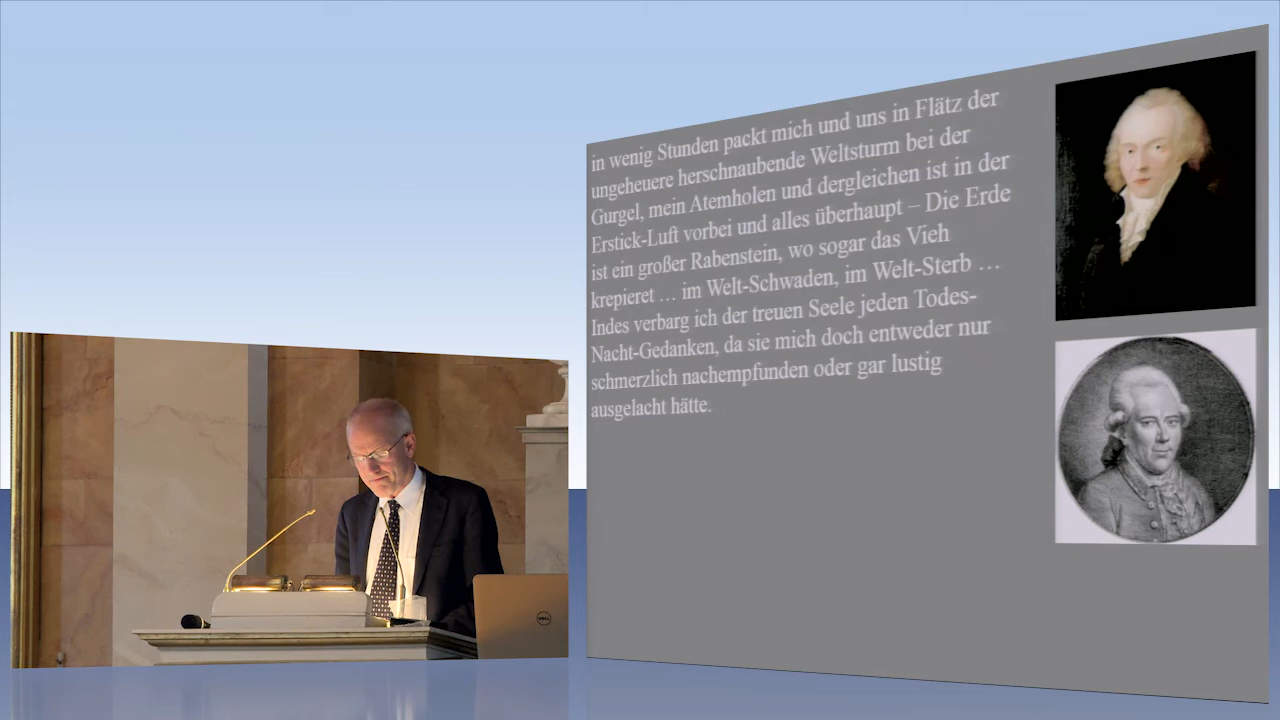 in wenig Stunden packt mich und uns in Flätz der
ungeheuere herschnaubende Weltsturm bei der
Gurgel, mein Atemholen und dergleichen ist in der
Erstick-Luft vorbei und alles überhaupt – Die Erde
ist ein großer Rabenstein, wo sogar das Vieh
krepieret … im Welt-Schwaden, im Welt-Sterb …
Indes verbarg ich der treuen Seele jeden Todes-
Nacht-Gedanken, da sie mich doch entweder nur
schmerzlich nachempfunden oder gar lustig
ausgelacht hätte.
DELL